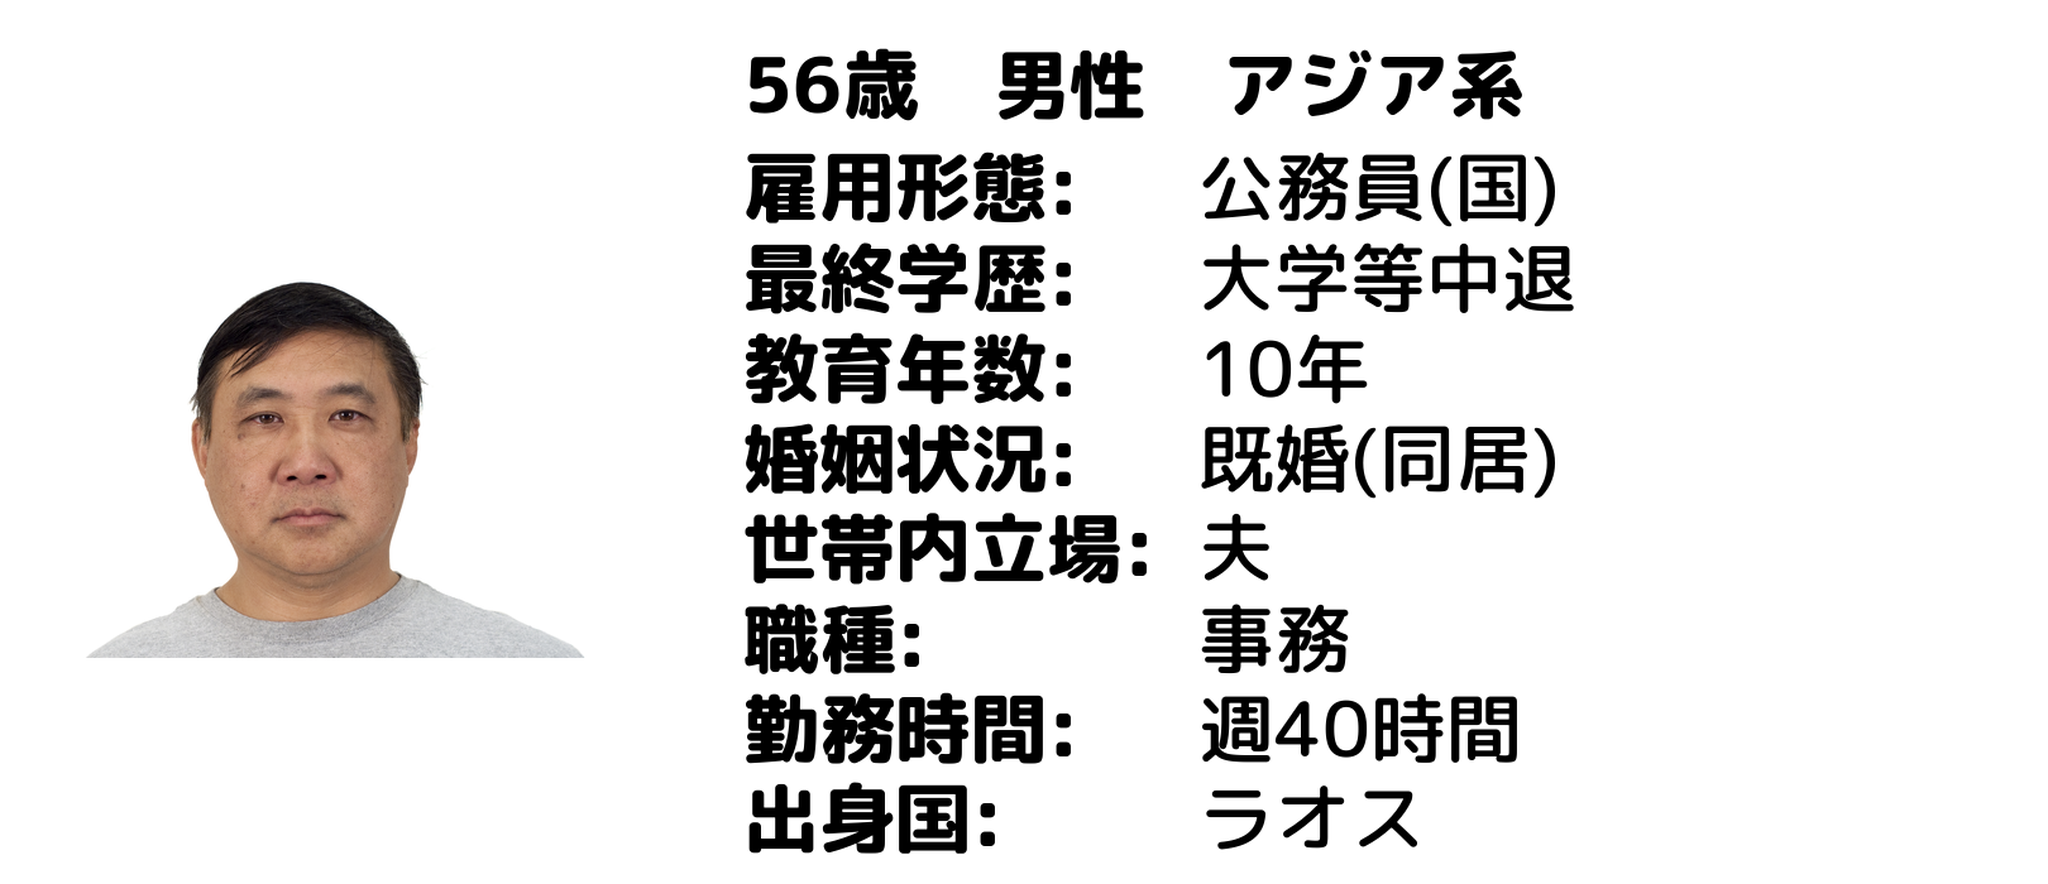 56歳　男性　アジア系
雇用形態: 公務員(国)
最終学歴: 大学等中退
教育年数: 10年
婚姻状況: 既婚(同居)
世帯内立場: 夫
職種: 事務
勤務時間: 週40時間
出身国: ラオス